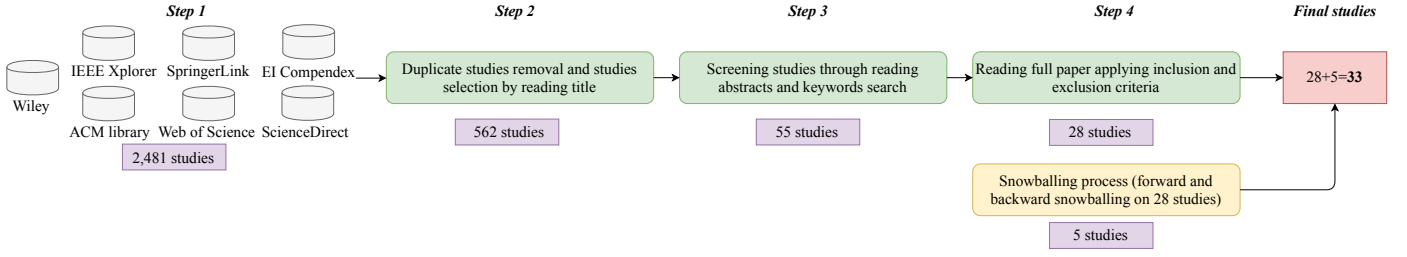 Step 1
Step 2
Step 3
Step 4
Final studies
IEEE Xplorer
SpringerLink
EI Compendex
Wiley
ACM library
Web of Science
ScienceDirect
2,481 studies
Duplicate studies removal and studies
selection by reading title
562 studies
Screening studies through reading
abstracts and keywords search
55 studies
Reading full paper applying inclusion and
exclusion criteria
28 studies
28+5=33
Snowballing process (forward and
backward snowballing on 28 studies)
5 studies